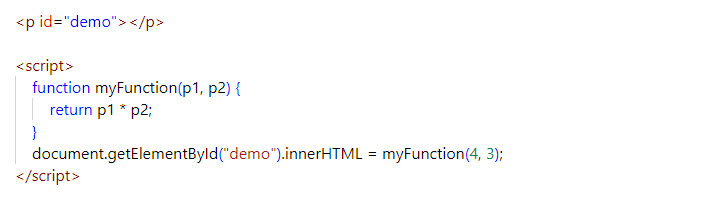 <p id="demo"></p>
<script>
function myFunction(p1, p2) {
return p1 * p2;
}
document.getElementById("demo").innerHTML = myFunction(4, 3);
</script>